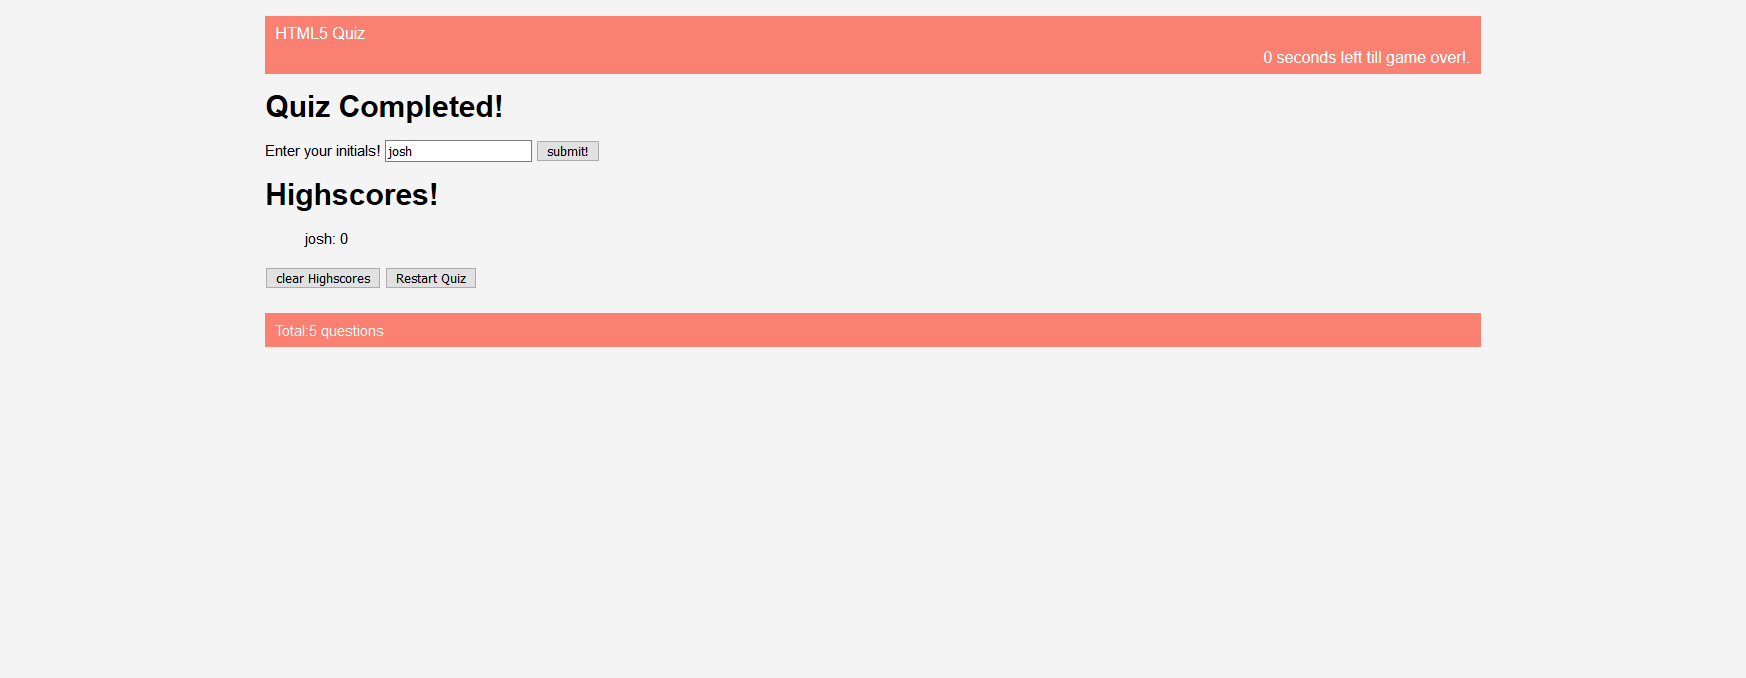 HTML5 Quiz
0 seconds left till game over!.
Quiz Completed!
Enter your initials! josh submit!
Highscores!
josh: 0
clear Highscores Restart Quiz
Total:5 questions